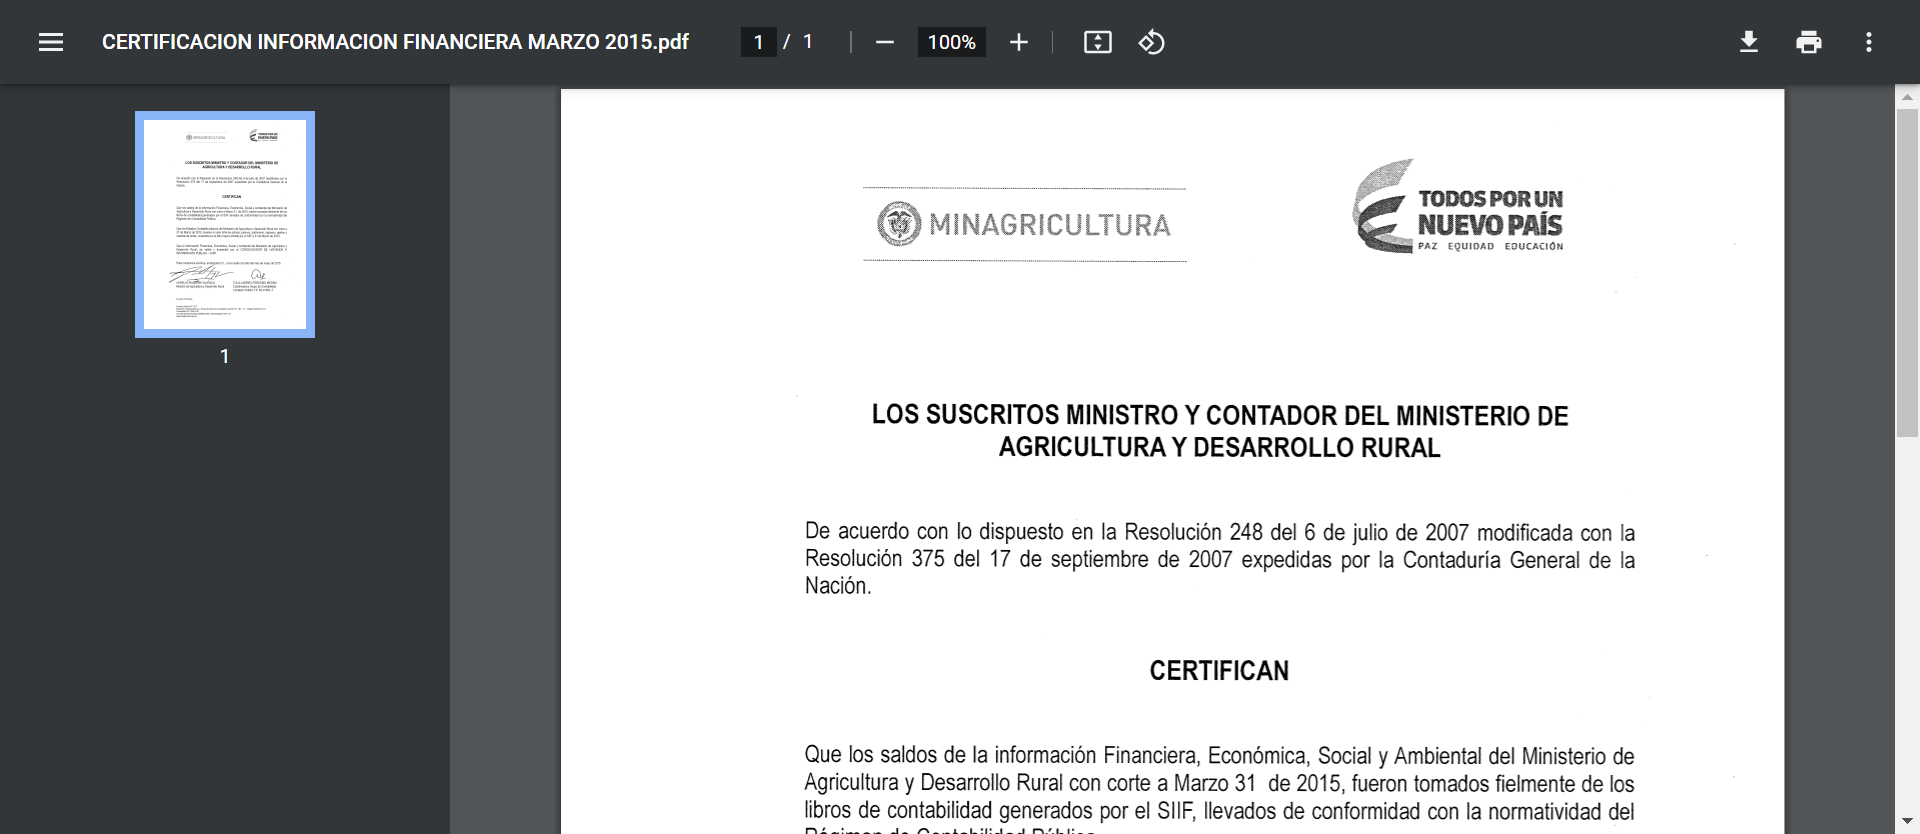 CERTIFICACION INFORMACION FINANCIERA MARZO 2015.pdf
1 / 1
100%
1
MINAGRICULTURA
TODOS POR UN
NUEVO PAÍS
PAZ EQUIDAD EDUCACIÓN
LOS SUSCRITOS MINISTRO Y CONTADOR DEL MINISTERIO DE
AGRICULTURA Y DESARROLLO RURAL
De acuerdo con lo dispuesto en la Resolución 248 del 6 de julio de 2007 modificada con la
Resolución 375 del 17 de septiembre de 2007 expedidas por la Contaduría General de la
Nación.
CERTIFICAN
Que los saldos de la información Financiera, Económica, Social y Ambiental del Ministerio de
Agricultura y Desarrollo Rural con corte a Marzo 31 de 2015, fueron tomados fielmente de los
libros de contabilidad generados por el SIIF, llevados de conformidad con la normatividad del
Régimen de Contabilidad Pública